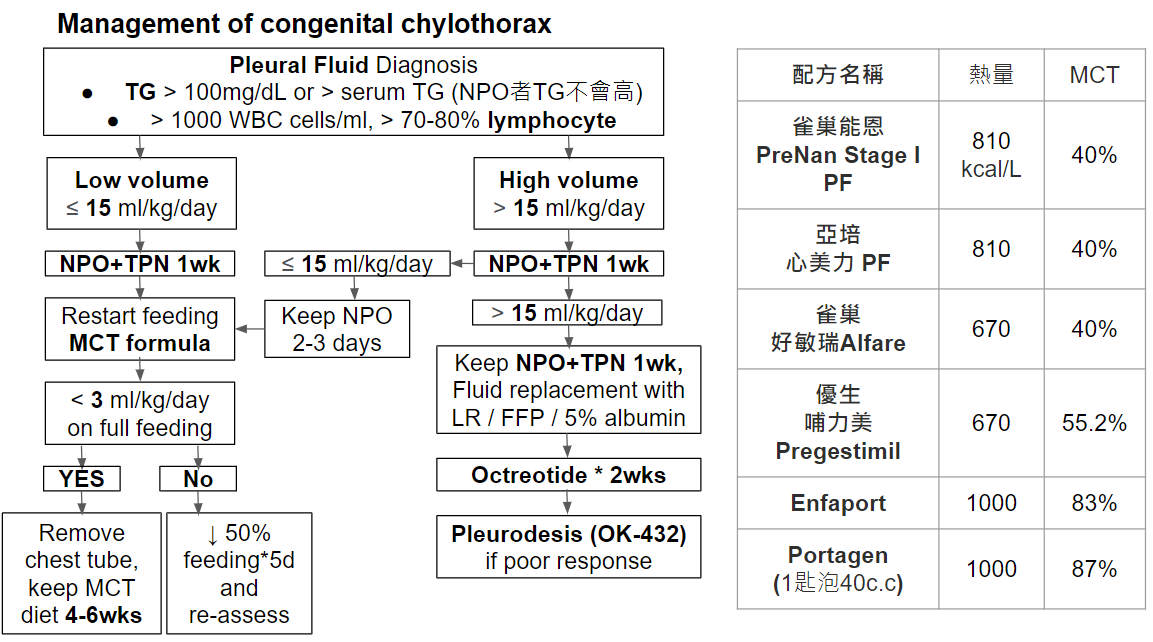 Management of congenital chylothorax
Pleural Fluid Diagnosis
● TG > 100mg/dL or > serum TG (NPO者TG不會高)
● > 1000 WBC cells/ml, > 70-80% lymphocyte
Low volume
≤ 15 ml/kg/day
High volume
> 15 ml/kg/day
NPO+TPN 1wk
≤ 15 ml/kg/day
NPO+TPN 1wk
Restart feeding
MCT formula
Keep NPO
2-3 days
> 15 ml/kg/day
Keep NPO+TPN 1wk,
Fluid replacement with
LR / FFP / 5% albumin
< 3 ml/kg/day
on full feeding
YES
No
Octreotide * 2wks
Remove
chest tube,
keep MCT
diet 4-6wks
↓ 50%
feeding*5d
and
re-assess
Pleurodesis (OK-432)
if poor response
配方名稱 熱量 MCT
雀巢能恩
PreNan Stage I
PF
810
kcal/L
40%
亞培
心美力 PF
810
40%
雀巢
好敏瑞Alfare
670
40%
優生
哺力美
Pregestimil
670
55.2%
Enfaport 1000 83%
Portagen
(1匙泡40c.c)
1000
87%